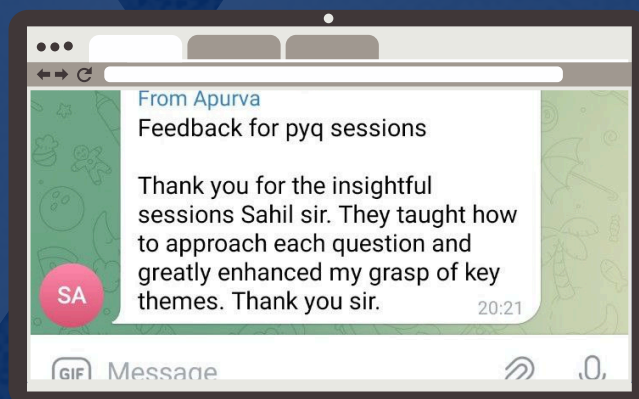 From Apurva
Feedback for pyq sessions
Thank you for the insightful
sessions Sahil sir. They taught how
to approach each question and
greatly enhanced my grasp of key
themes. Thank you sir.
20:21
SA
GIF Message